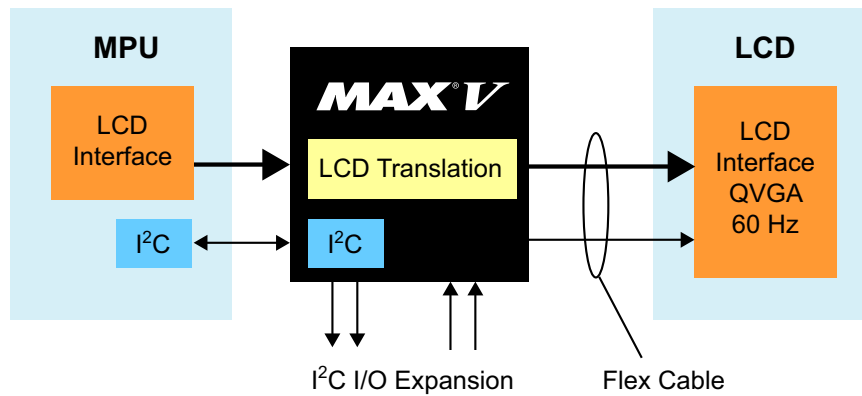 MPU
LCD
Interface
I²C
MAX® V
LCD Translation
I²C
LCD
LCD
Interface
QVGA
60 Hz
I²C I/O Expansion
Flex Cable